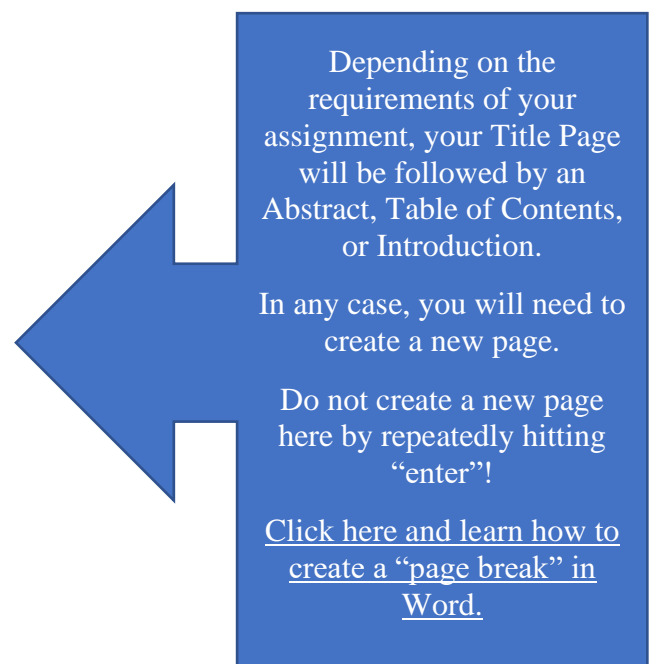 Depending on the
requirements of your
assignment, your Title Page
will be followed by an
Abstract, Table of Contents,
or Introduction.
In any case, you will need to
create a new page.
Do not create a new page
here by repeatedly hitting
“enter”!
Click here and learn how to
create a “page break” in
Word.